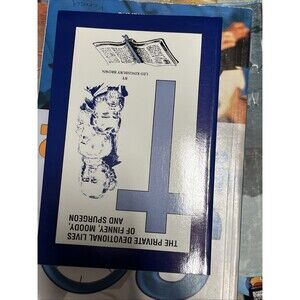 THE PRIVATE DEVOTIONAL LIVES
OF FINNEY, MOODY,
AND SPURGEON
BY
LEO KINGSBURY BROWN